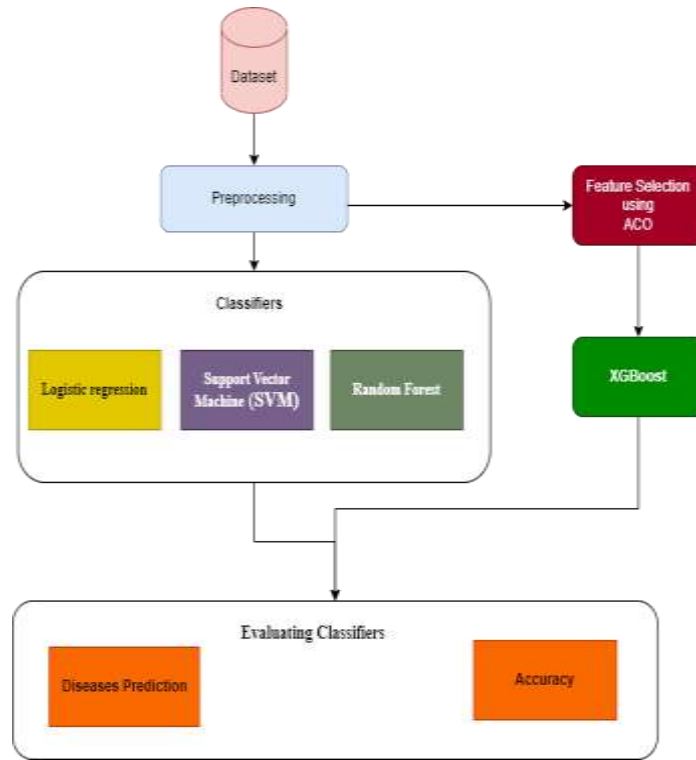 Dataset
Preprocessing
Feature Selection
using
ACO
Classifiers
Logistic regression
Support Vector
Machine (SVM)
Random Forest
XGBoost
Evaluating Classifiers
Diseases Prediction
Accuracy